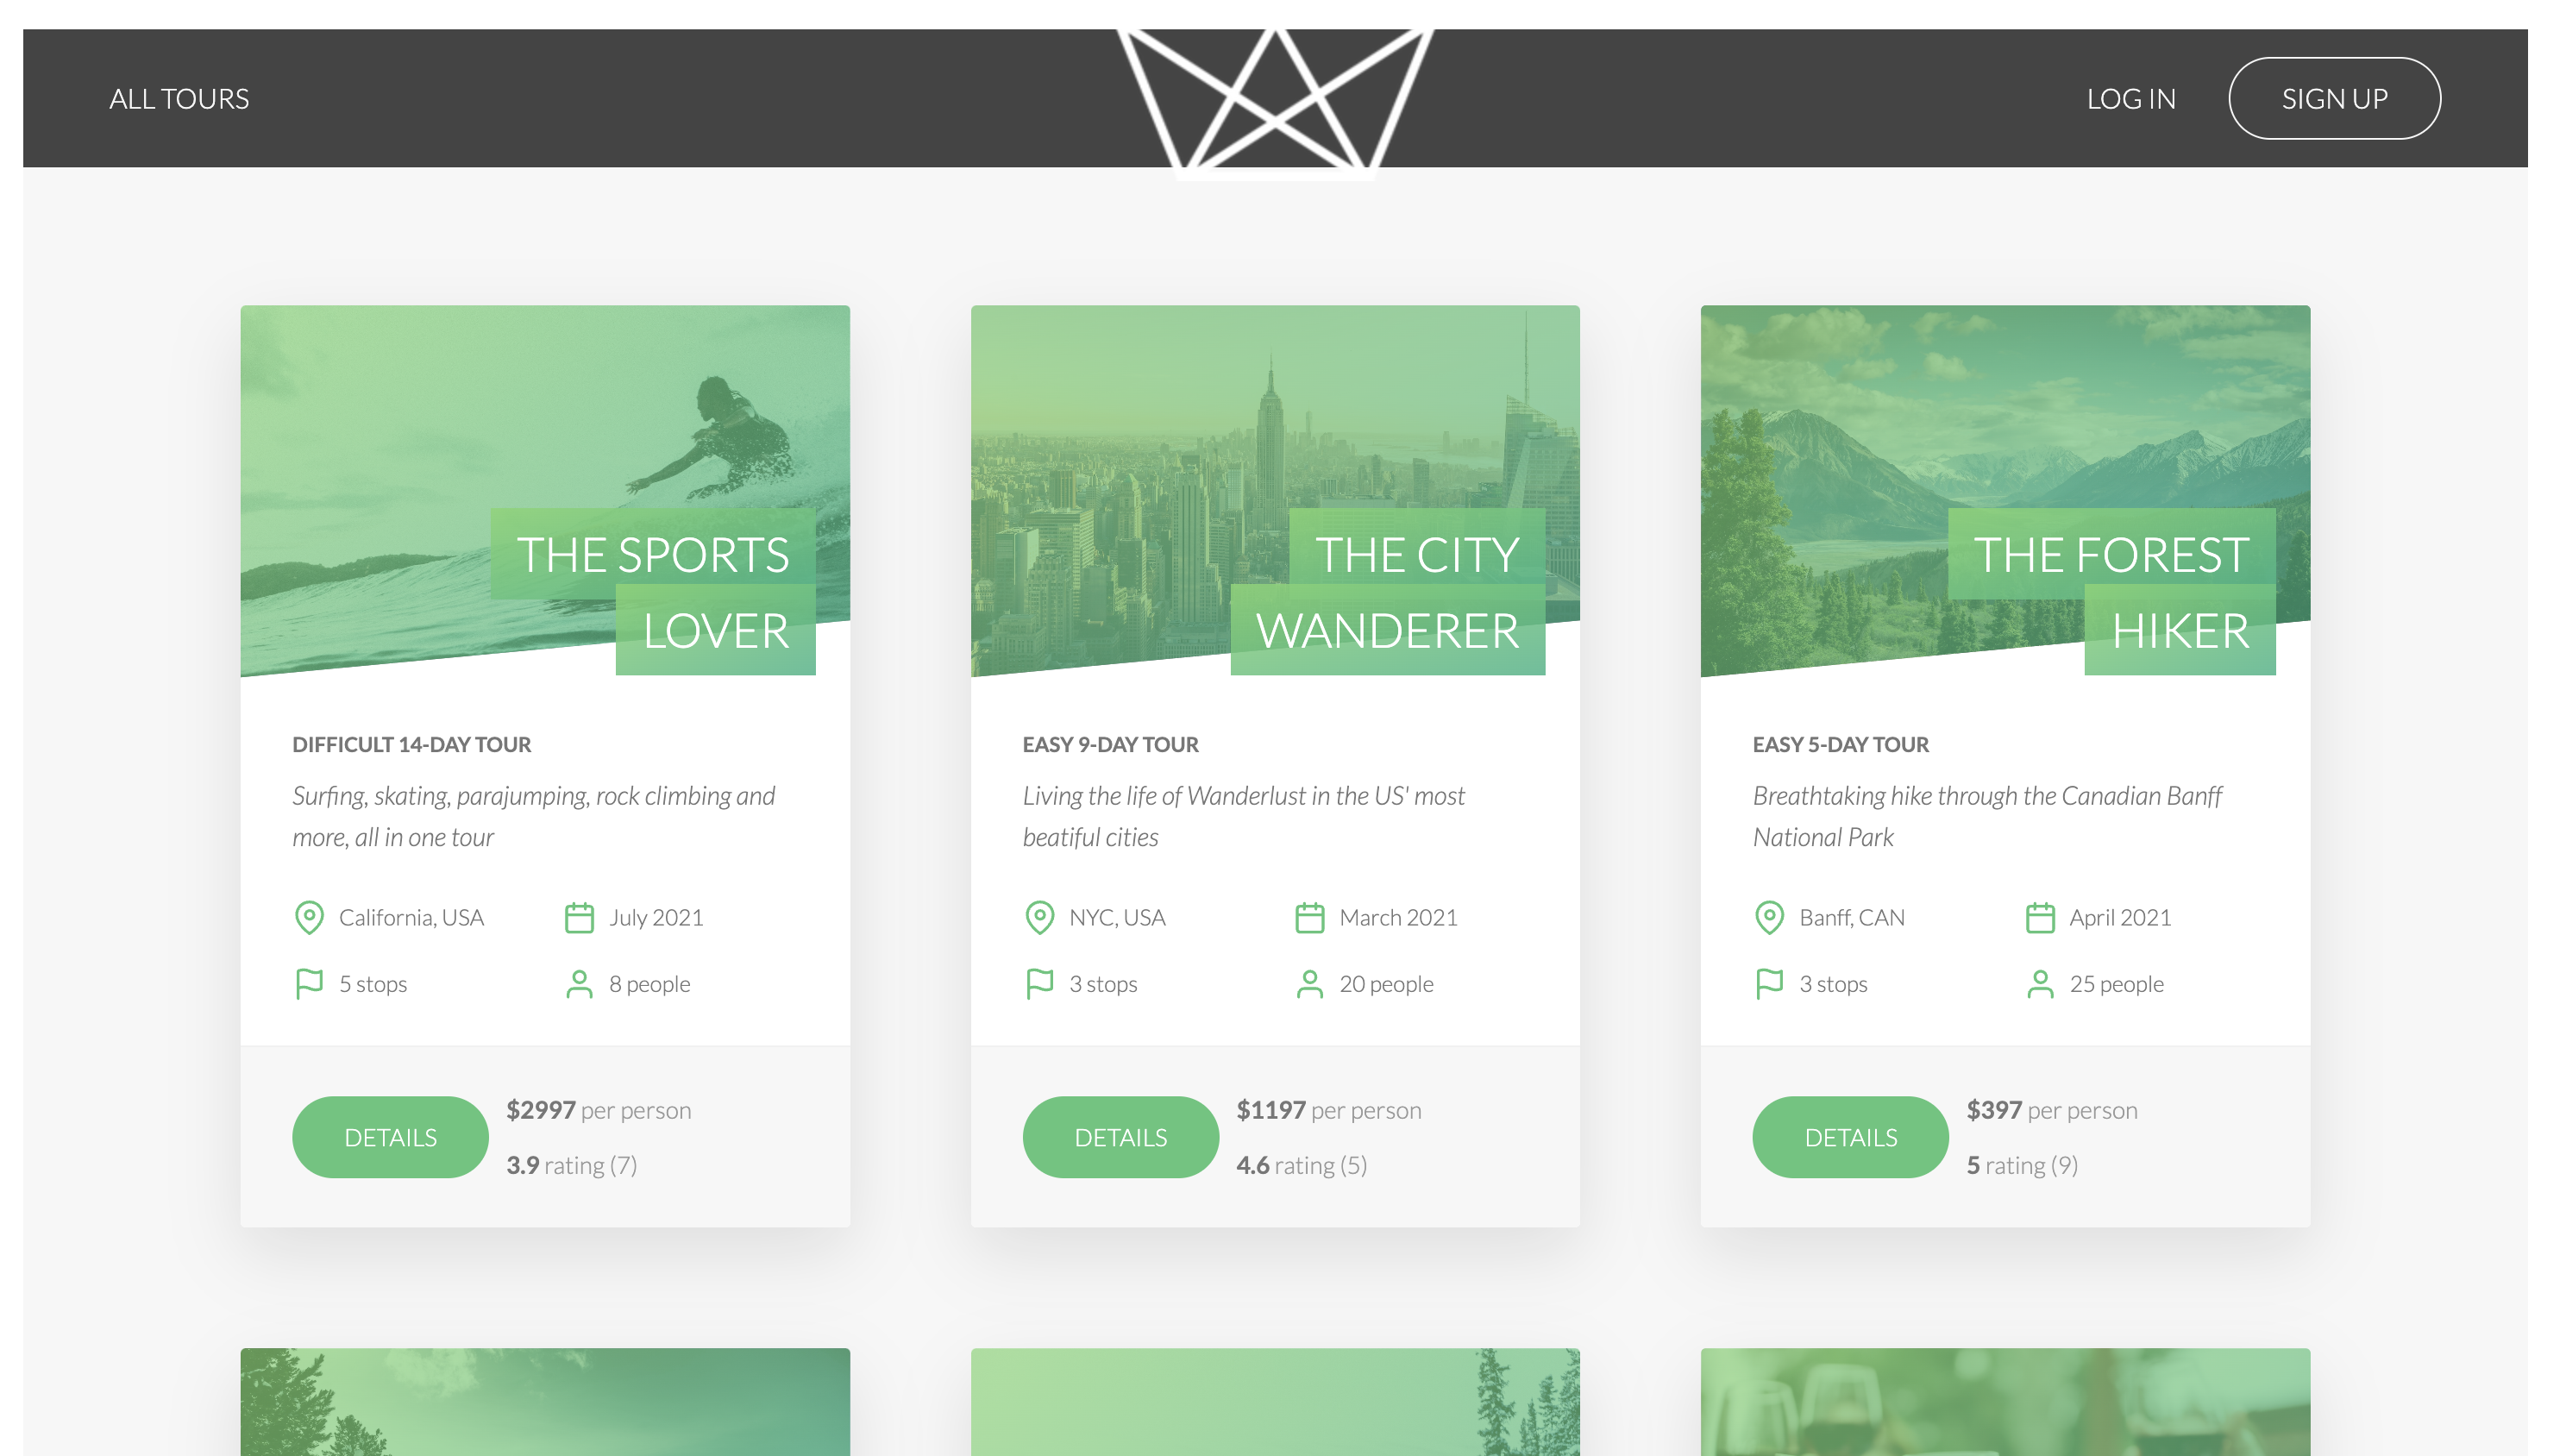 ALL TOURS
LOG IN
SIGN UP
THE SPORTS
LOVER
DIFFICULT 14-DAY TOUR
Surfing, skating, parajumping, rock climbing and
more, all in one tour
California, USA
July 2021
5 stops
8 people
DETAILS
$2997 per person
3.9 rating (7)
THE CITY
WANDERER
EASY 9-DAY TOUR
Living the life of Wanderlust in the US' most
beatiful cities
NYC, USA
March 2021
3 stops
20 people
DETAILS
$1197 per person
4.6 rating (5)
THE FOREST
HIKER
EASY 5-DAY TOUR
Breathtaking hike through the Canadian Banff
National Park
Banff, CAN
April 2021
3 stops
25 people
DETAILS
$397 per person
5 rating (9)